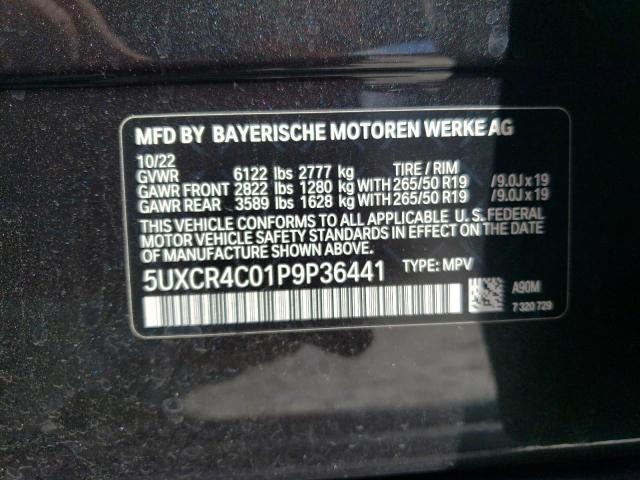 MFD BY BAYERISCHE MOTOREN WERKE AG
10/22
GVWR 6122 lbs 2777 kg TIRE / RIM
GAWR FRONT 2822 lbs 1280 kg WITH 265/50 R19 /9.0J x 19
GAWR REAR 3589 lbs 1628 kg WITH 265/50 R19 /9.0J x 19
THIS VEHICLE CONFORMS TO ALL APPLICABLE U. S. FEDERAL
MOTOR VEHICLE SAFETY STANDARDS IN EFFECT ON THE DATE OF
MANUFACTURE SHOWN ABOVE.
5UXCR4C01P9P36441 TYPE: MPV
A90M
7 320 729